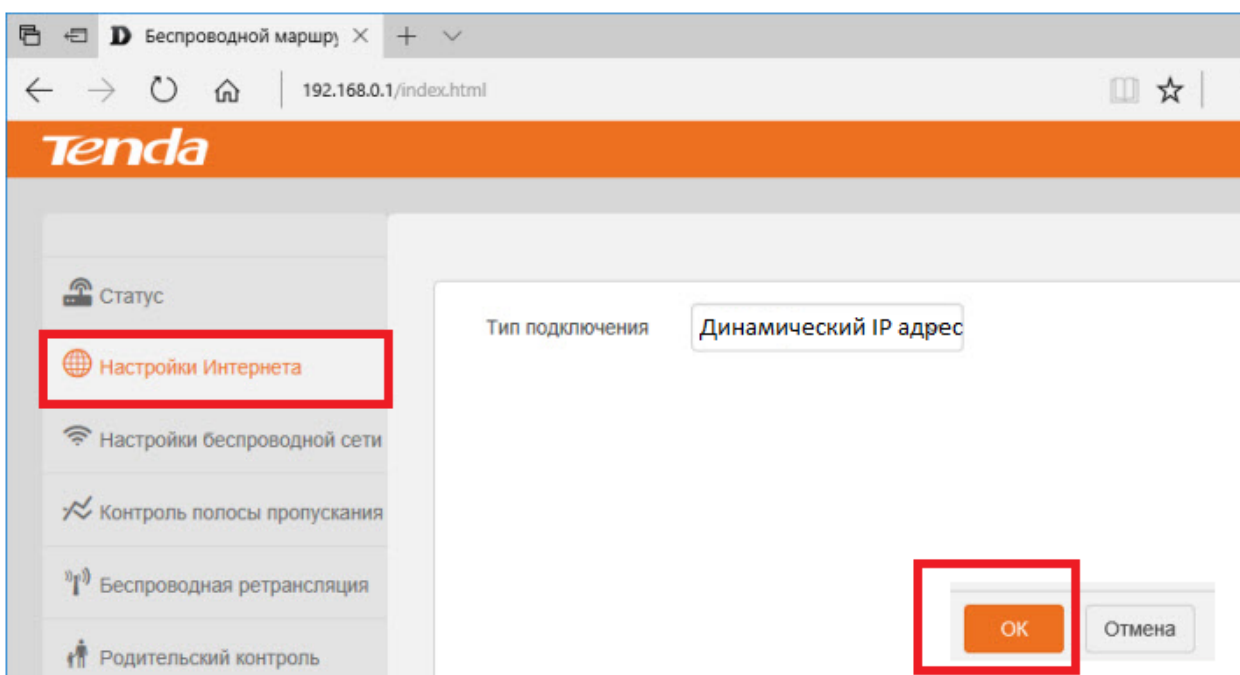 Беспроводной маршру
192.168.0.1/index.html
Tenda
Статус
Тип подключения
Динамический IP адрес
Настройки Интернета
Настройки беспроводной сети
Контроль полосы пропускания
Беспроводная ретрансляция
OK
Отмена
Родительский контроль